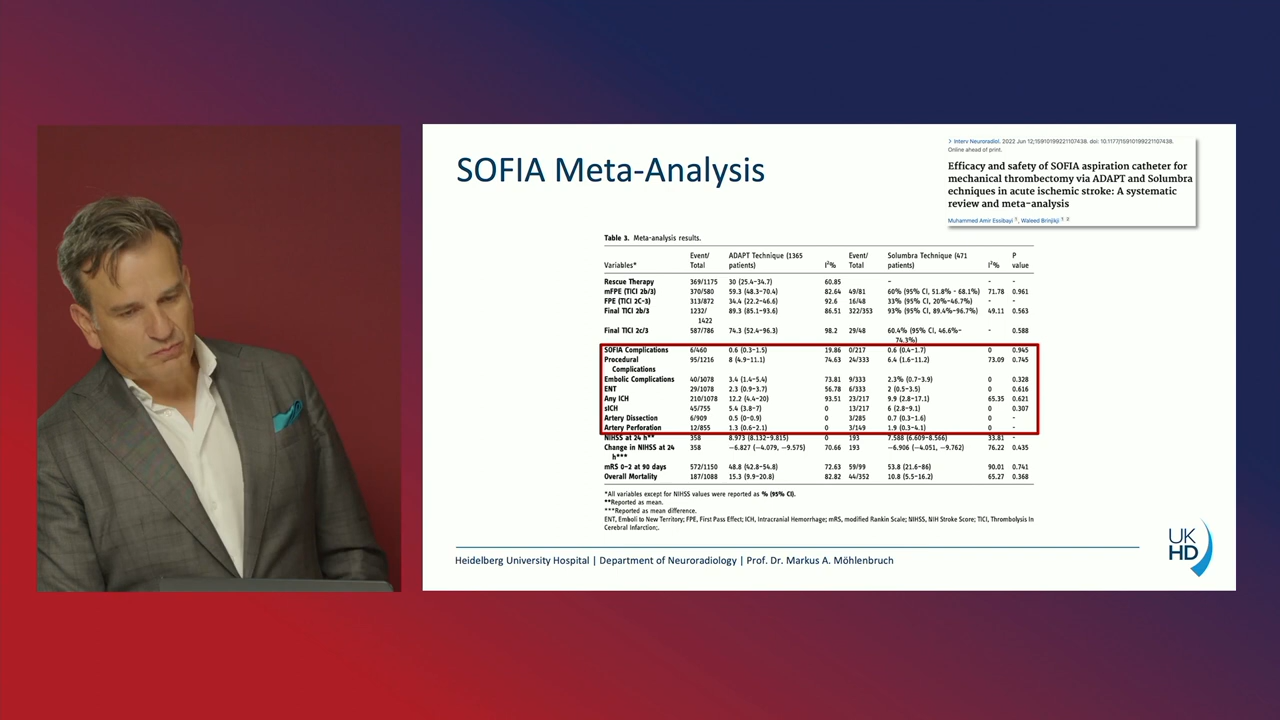 SOFIA Meta-Analysis
> Interv Neuroradiol. 2022 Jun 12;15910199221107438. doi: 10.1177/15910199221107438.
Online ahead of print.
Efficacy and safety of SOFIA aspiration catheter for
mechanical thrombectomy via ADAPT and Solumbra
echniques in acute ischemic stroke: A systematic
review and meta-analysis
Muhammed Amir Essibayi 1, Waleed Brinjikji 1 2
Table 3. Meta-analysis results.
Variables* Event/ Total ADAPT Technique (1365 patients) I²% Event/ Total Solumbra Technique (471 patients) I²% P value
Rescue Therapy 369/1175 30 (25.4–34.7) 60.85 –
mFPE (TICI 2b/3) 370/580 59.3 (48.3–70.4) 82.64 49/81 60% (95% CI, 51.8% - 68.1%) 71.78 0.961
FPE (TICI 2C-3) 313/872 34.4 (22.2–46.6) 92.6 16/48 33% (95% CI, 20%–46.7%) - -
Final TICI 2b/3 1232/ 1422 89.3 (85.1–93.6) 86.51 322/353 93% (95% CI, 89.4%–96.7%) 49.11 0.563
Final TICI 2c/3 587/786 74.3 (52.4–96.3) 98.2 29/48 60.4% (95% CI, 46.6%– 74.3%) - 0.588
SOFIA Complications 6/460 0.6 (0.3–1.5) 19.86 0/217 0.6 (0.4–1.7) 0 0.945
Procedural Complications 95/1216 8 (4.9–11.1) 74.63 24/333 6.4 (1.6–11.2) 73.09 0.745
Embolic Complications 40/1078 3.4 (1.4–5.4) 73.81 9/333 2.3% (0.7–3.9) 0 0.328
ENT 29/1078 2.3 (0.9–3.7) 56.78 6/333 2 (0.5–3.5) 0 0.616
Any ICH 210/1078 12.2 (4.4–20) 93.51 23/217 9.9 (2.8–17.1) 65.35 0.621
sICH 45/755 5.4 (3.8–7) 0 13/217 6 (2.8–9.1) 0 0.307
Artery Dissection 6/909 0.5 (0–0.9) 0 3/285 0.7 (0.3–1.6) 0 -
Artery Perforation 12/855 1.3 (0.6–2.1) 0 3/149 1.9 (0.3–4.1) 0 -
NIHSS at 24 h** 358 8.973 (8.132–9.815) 0 193 7.588 (6.609–8.566) 33.81 -
Change in NIHSS at 24 h*** 358 −6.827 (−4.079, −9.575) 70.66 193 −6.906 (−4.051, −9.762) 76.22 0.435
mRS 0–2 at 90 days 572/1150 48.8 (42.8–54.8) 72.63 59/99 53.8 (21.6–86) 90.01 0.741
Overall Mortality 187/1088 15.3 (9.9–20.8) 82.82 44/352 10.8 (5.5–16.2) 65.27 0.368
*All variables except for NIHSS values were reported as % (95% CI).
**Reported as mean.
***Reported as mean difference.
ENT, Emboli to New Territory; FPE, First Pass Effect; ICH, Intracranial Hemorrhage; mRS, modified Rankin Scale; NIHSS, NIH Stroke Score; TICI, Thrombolysis In
Cerebral Infarction;.
Heidelberg University Hospital | Department of Neuroradiology | Prof. Dr. Markus A. Möhlenbruch
UK
HD